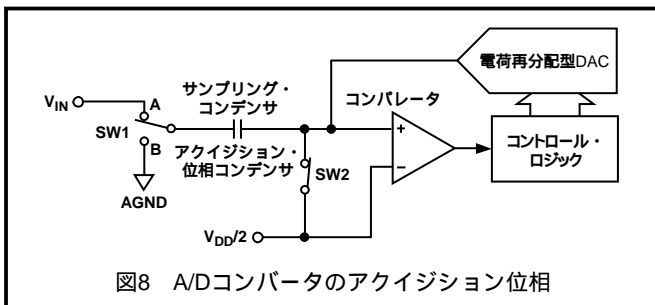 電荷再分配型DAC
サンプリング・
コンデンサ
コンパレータ
VIN
A
SW1
B
アクイジション・
位相コンデンサ
SW2
+
−
コントロール・
ロジック
AGND
VDD/2
図8 A/Dコンバータのアクイジション位相